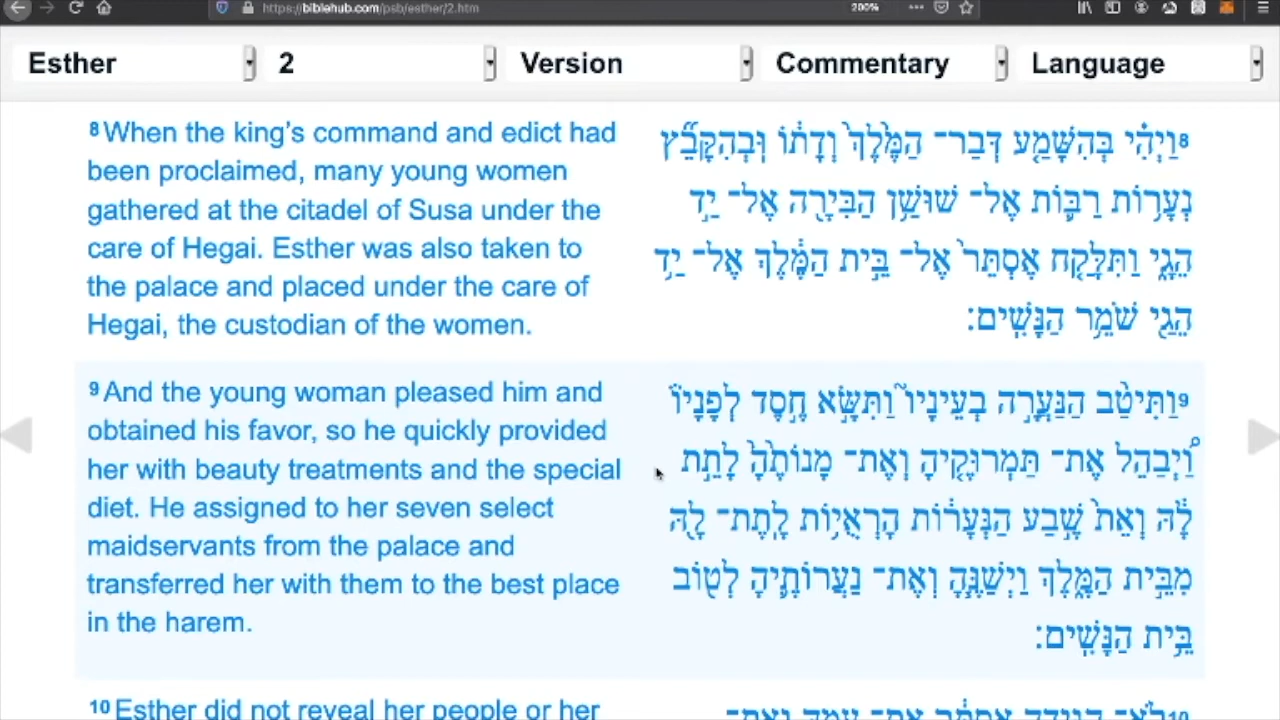 https://biblehub.com/psb/esther/2.htm 200%
Esther 2 Version Commentary Language
8 When the king's command and edict had
been proclaimed, many young women
gathered at the citadel of Susa under the
care of Hegai. Esther was also taken to
the palace and placed under the care of
Hegai, the custodian of the women.
8 וַיְהִ֗י בְּהִשָּׁמַ֤ע דְּבַר־ הַמֶּ֙לֶךְ֙ וְדָת֔וֹ וּֽבְהִקָּבֵ֞ץ
נְעָר֥וֹת רַבּ֛וֹת אֶל־ שׁוּשַׁ֥ן הַבִּירָ֖ה אֶל־ יַ֣ד
הֵגָ֑י וַתִּלָּקַ֤ח אֶסְתֵּר֙ אֶל־ בֵּ֣ית הַמֶּ֔לֶךְ אֶל־ יַ֥ד
הֵגַ֖י שֹׁמֵ֥ר הַנָּשִֽׁים׃
9 And the young woman pleased him and
obtained his favor, so he quickly provided
her with beauty treatments and the special
diet. He assigned to her seven select
maidservants from the palace and
transferred her with them to the best place
in the harem.
9 וַתִּיטַ֨ב הַנַּעֲרָ֣ה בְעֵינָיו֮ וַתִּשָּׂ֣א חֶ֣סֶד לְפָנָיו֒
וַ֠יְבַהֵל אֶת־ תַּמְרוּקֶ֤יהָ וְאֶת־ מָנוֹתֶ֙הָ֙ לָתֵ֣ת
לָ֔הּ וְאֵת֙ שֶׁ֣בַע הַנְּעָר֔וֹת הָרְאֻי֥וֹת לָֽתֶת־ לָ֖הּ
מִבֵּ֣ית הַמֶּ֑לֶךְ וַיְשַׁנֶּ֧הָ וְאֶת־ נַעֲרוֹתֶ֛יהָ לְט֖וֹב
בֵּ֥ית הַנָּשִֽׁים׃
10 Esther did not reveal her people or her